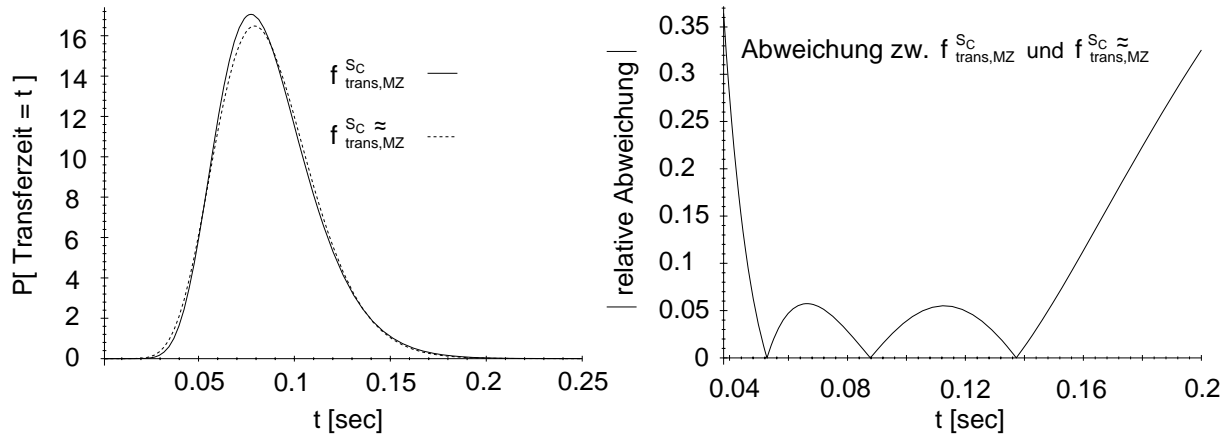 P[ Transferzeit = t ]
16
14
12
10
8
6
4
2
0
f S_C trans,MZ
f S_C ≈ trans,MZ
0.05 0.1 0.15 0.2 0.25
t [sec]
| relative Abweichung |
0.35
0.3
0.25
0.2
0.15
0.1
0.05
0
Abweichung zw. f S_C trans,MZ und f S_C ≈ trans,MZ
0.04 0.08 0.12 0.16 0.2
t [sec]